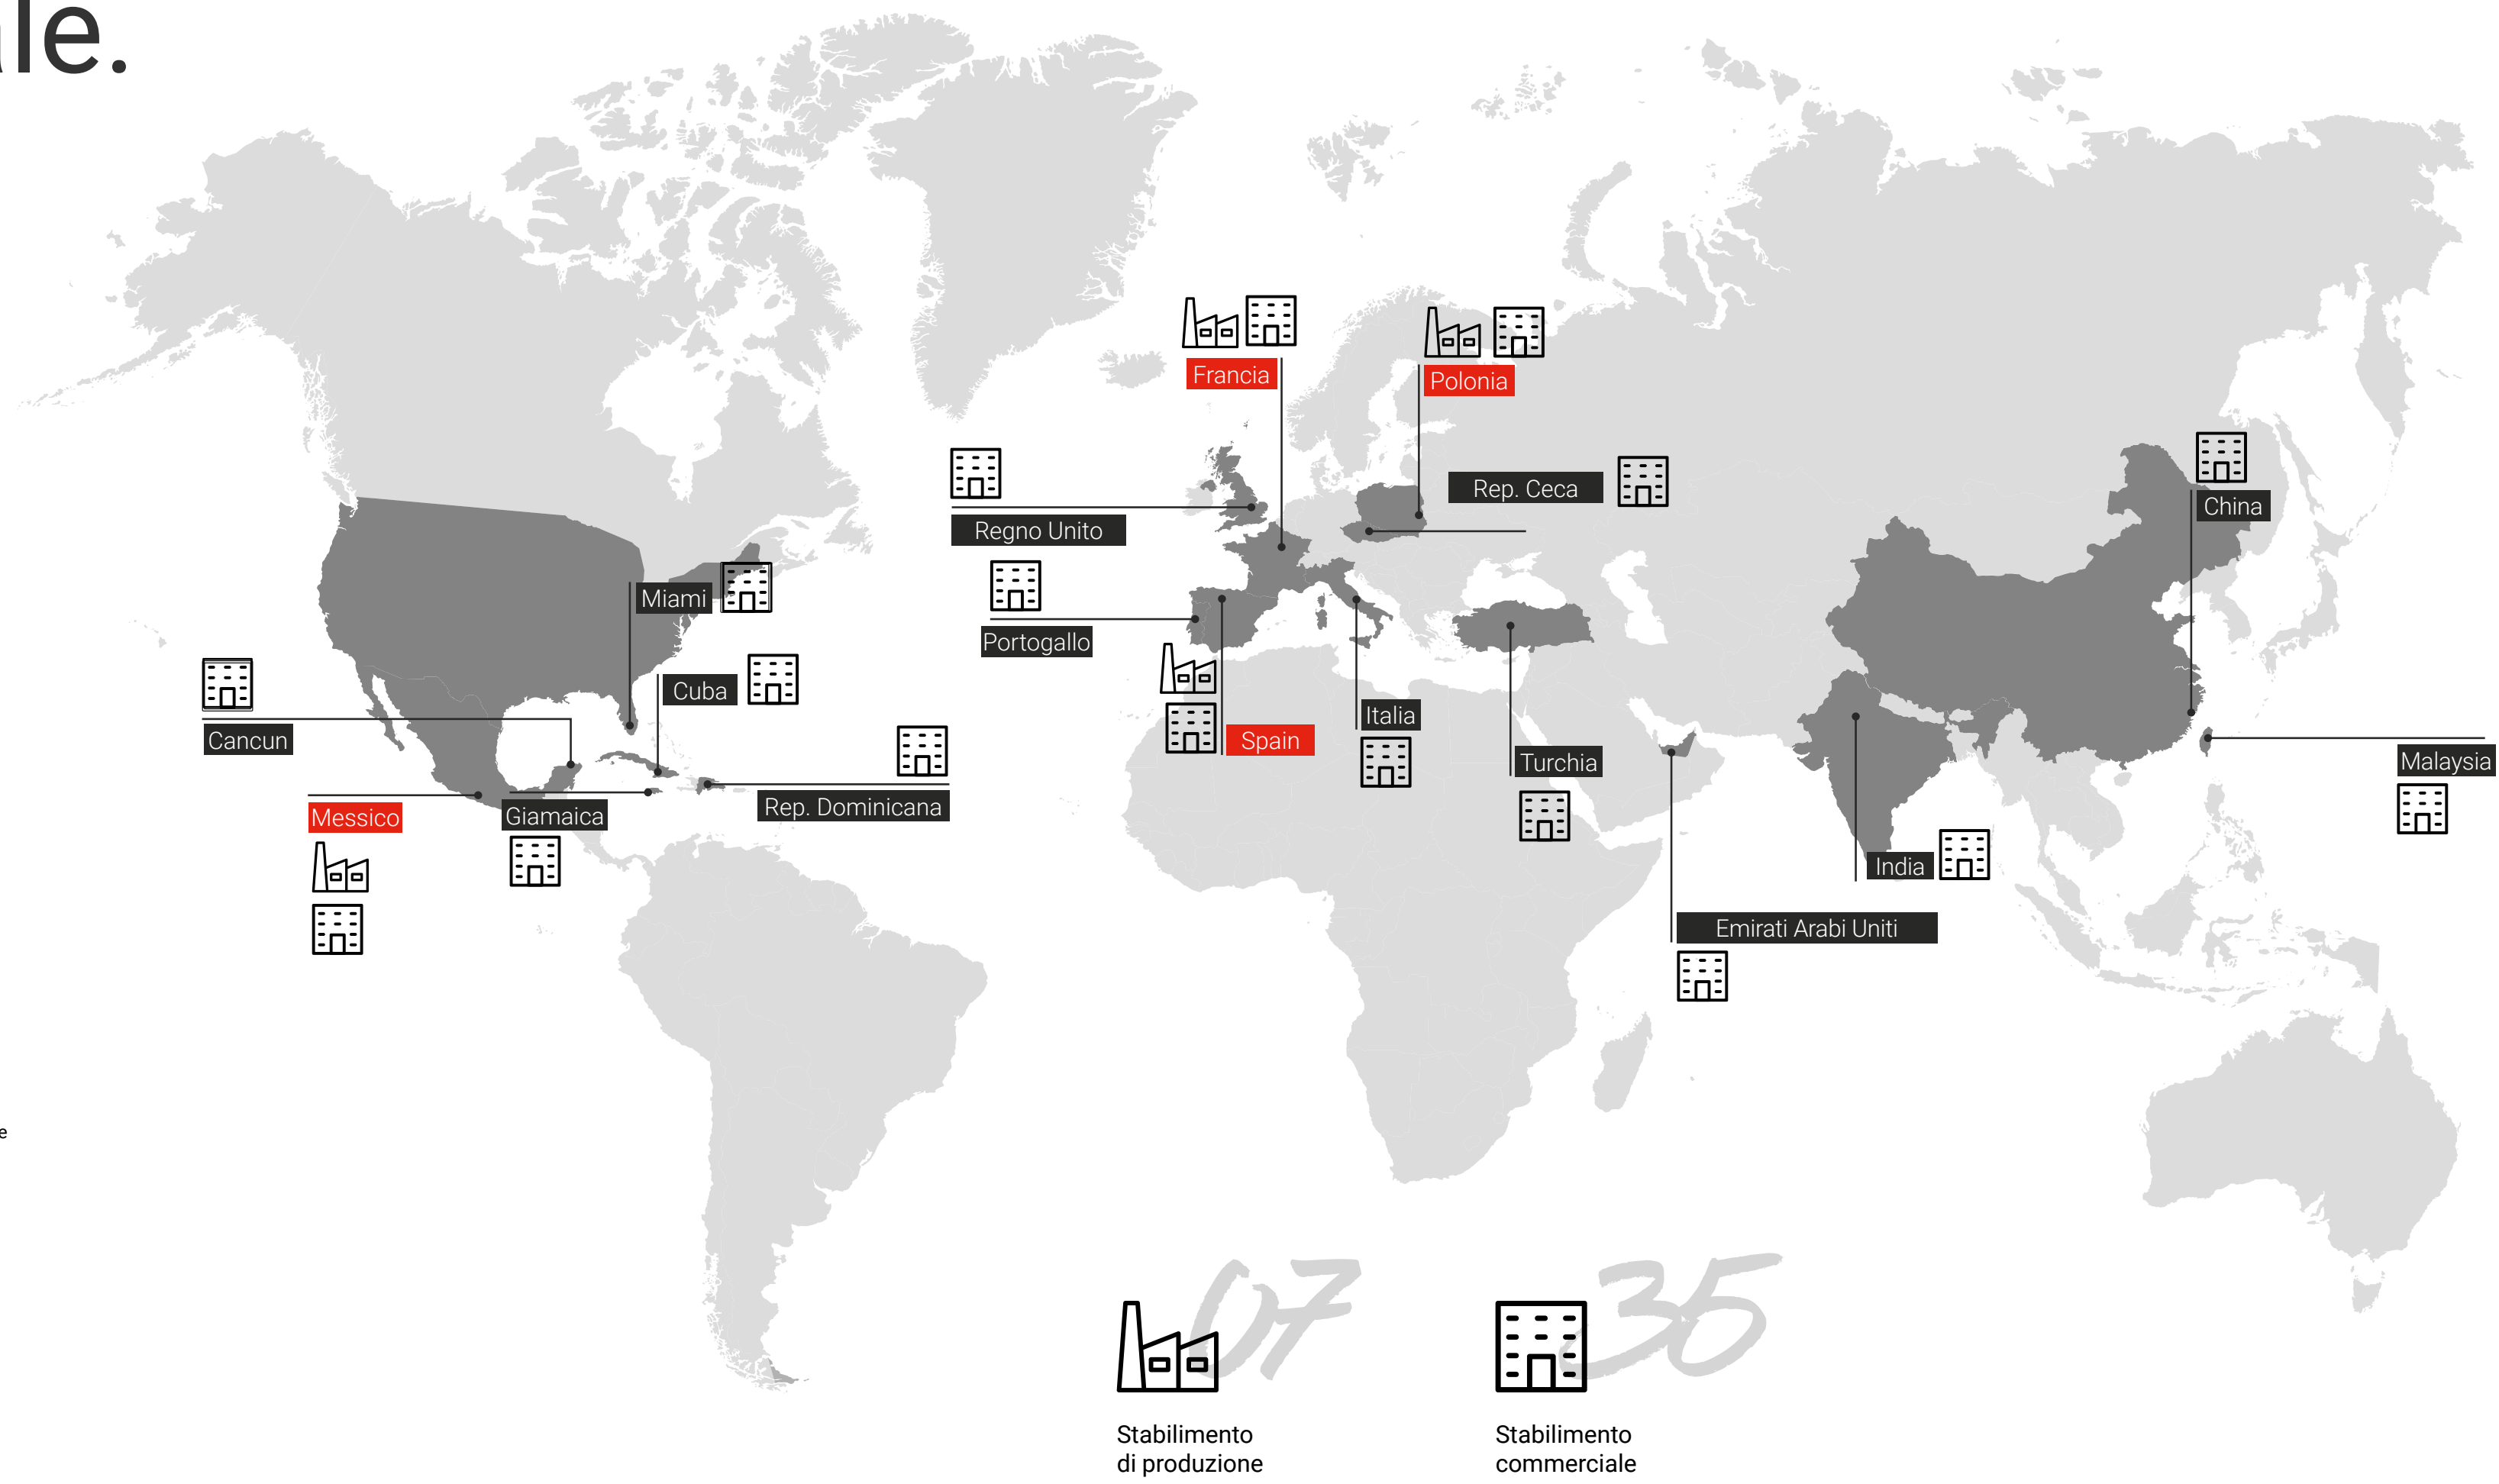 ale.
Francia
Polonia
Rep. Ceca
China
Regno Unito
Miami
Portogallo
Cuba
Italia
Cancun
Spain
Turchia
Malaysia
Messico
Giamaica
Rep. Dominicana
India
Emirati Arabi Uniti
e
07
35
Stabilimento
di produzione
Stabilimento
commerciale